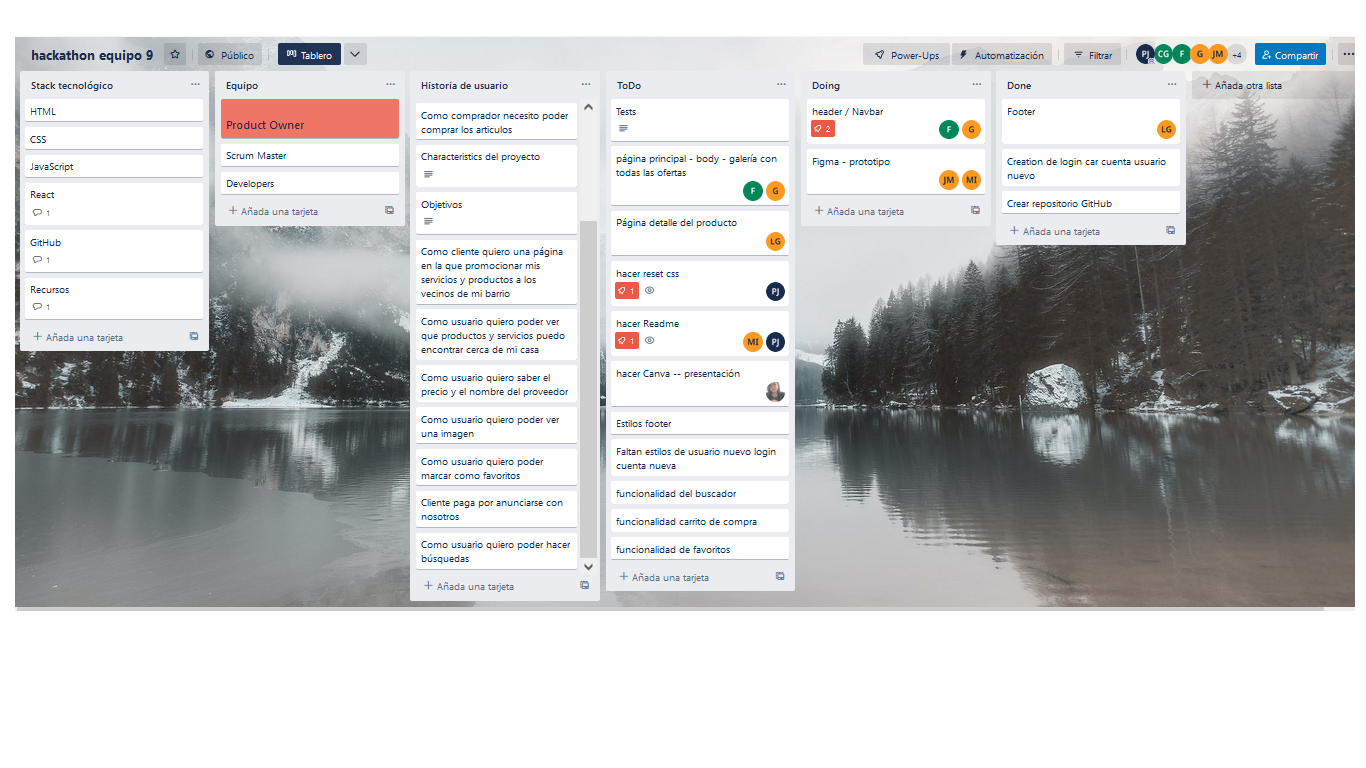 hackathon equipo 9
Público
Tablero
Power-Ups
Automatización
Filtrar
PJ
CG
F
G
JM
+4
Compartir
Stack tecnológico
HTML
CSS
JavaScript
React
1
GitHub
1
Recursos
1
+ Añada una tarjeta
Equipo
Product Owner
Scrum Master
Developers
+ Añada una tarjeta
Historía de usuario
Como comprador necesito poder
comprar los articulos
Characteristics del proyecto
Objetivos
Como cliente quiero una página
en la que promocionar mis
servicios y productos a los
vecinos de mi barrio
Como usuario quiero poder ver
que productos y servicios puedo
encontrar cerca de mi casa
Como usuario quiero saber el
precio y el nombre del proveedor
Como usuario quiero poder ver
una imagen
Como usuario quiero poder
marcar como favoritos
Cliente paga por anunciarse con
nosotros
Como usuario quiero poder hacer
búsquedas
+ Añada una tarjeta
ToDo
Tests
página principal - body - galería con
todas las ofertas
F
G
Página detalle del producto
LG
hacer reset css
1
PJ
hacer Readme
1
MI
PJ
hacer Canva -- presentación
Estilos footer
Faltan estilos de usuario nuevo login
cuenta nueva
funcionalidad del buscador
funcionalidad carrito de compra
funcionalidad de favoritos
+ Añada una tarjeta
Doing
header / Navbar
2
F
G
Figma - prototipo
JM
MI
+ Añada una tarjeta
Done
Footer
LG
Creation de login car cuenta usuario
nuevo
Crear repositorio GitHub
+ Añada una tarjeta
+ Añada otra lista